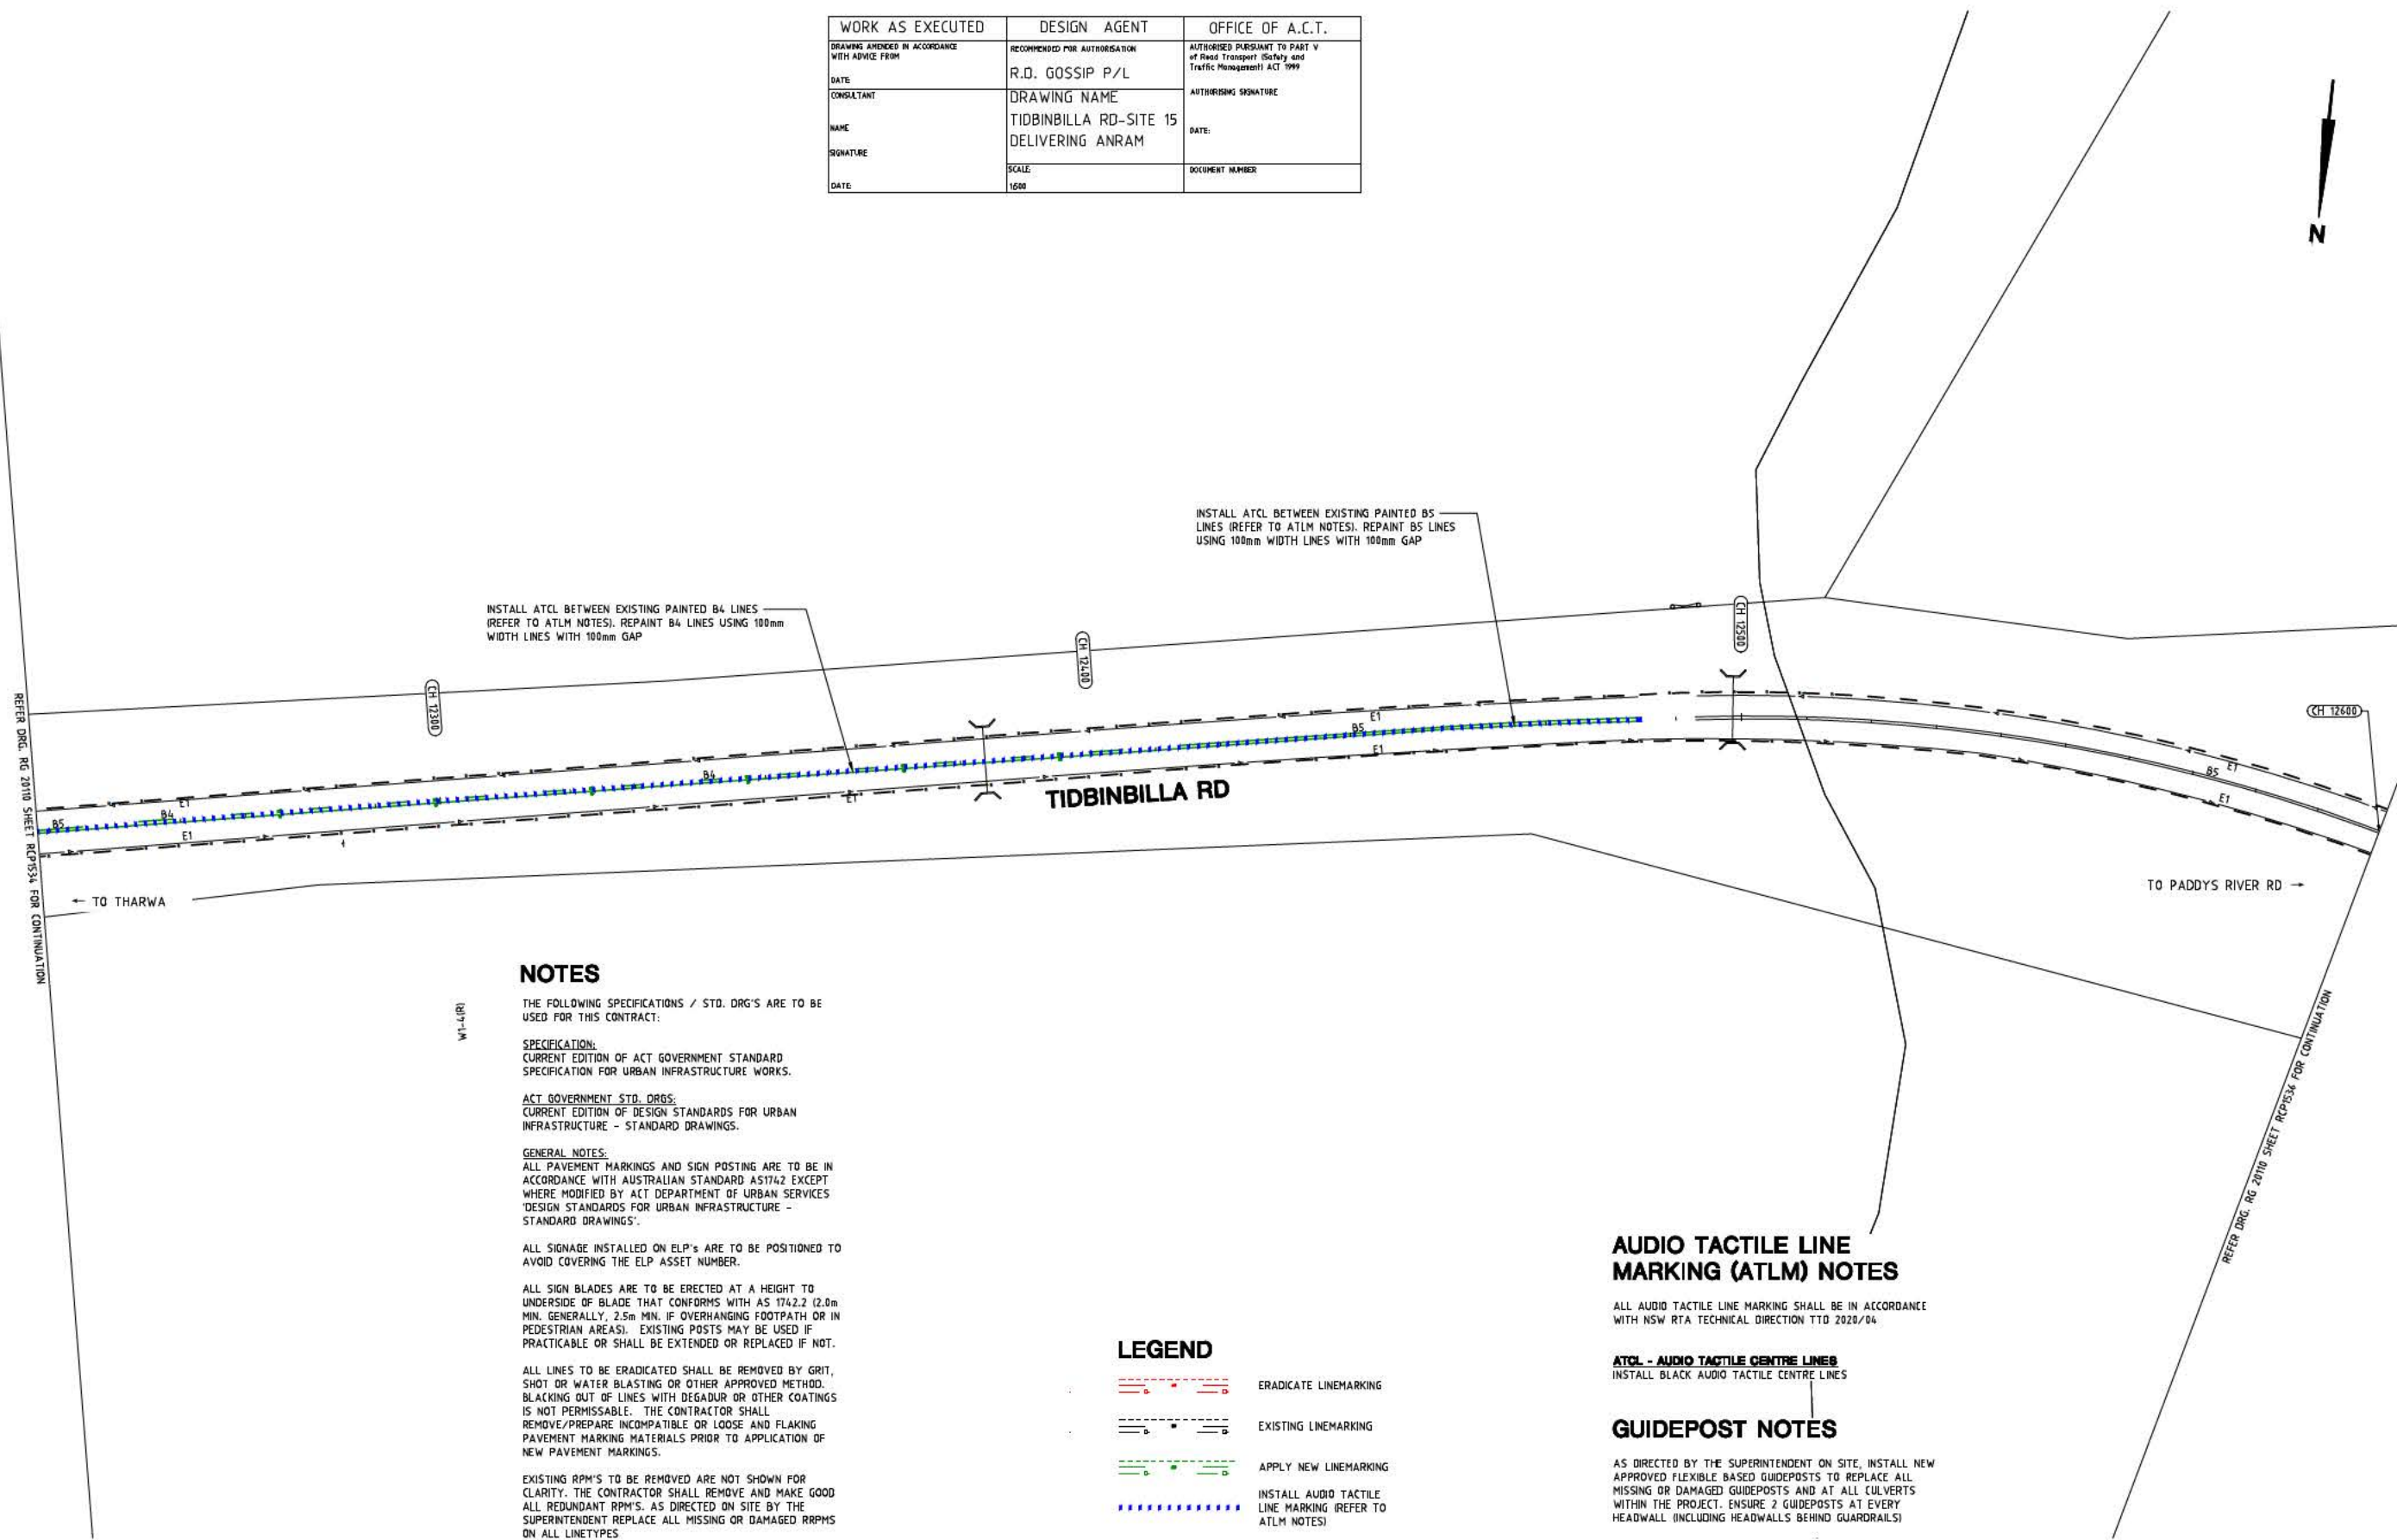 WORK AS EXECUTED
DRAWING AMENDED IN ACCORDANCE
WITH ADVICE FROM
DATE:
CONSULTANT
NAME
SIGNATURE
DATE:
DESIGN AGENT
RECOMMENDED FOR AUTHORISATION
R.D. GOSSIP P/L
DRAWING NAME
TIDBINBILLA RD-SITE 15
DELIVERING ANRAM
SCALE:
1:500
OFFICE OF A.C.T.
AUTHORISED PURSUANT TO PART V
of Road Transport (Safety and
Traffic Management) ACT 1999
AUTHORISING SIGNATURE
DATE:
DOCUMENT NUMBER
N
INSTALL ATCL BETWEEN EXISTING PAINTED B5
LINES (REFER TO ATLM NOTES). REPAINT B5 LINES
USING 100mm WIDTH LINES WITH 100mm GAP
INSTALL ATCL BETWEEN EXISTING PAINTED B4 LINES
(REFER TO ATLM NOTES). REPAINT B4 LINES USING 100mm
WIDTH LINES WITH 100mm GAP
CH 12300
CH 12400
CH 12500
CH 12600
REFER DRG. RG 20110 SHEET RCP1534 FOR CONTINUATION
B5
E1
B4
E1
B4
E1
E1
B5
E1
B5
E1
E1
TIDBINBILLA RD
← TO THARWA
TO PADDYS RIVER RD →
REFER DRG. RG 20110 SHEET RCP1536 FOR CONTINUATION
W1-4(R)
NOTES
THE FOLLOWING SPECIFICATIONS / STD. DRG'S ARE TO BE
USED FOR THIS CONTRACT:
SPECIFICATION:
CURRENT EDITION OF ACT GOVERNMENT STANDARD
SPECIFICATION FOR URBAN INFRASTRUCTURE WORKS.
ACT GOVERNMENT STD. DRGS:
CURRENT EDITION OF DESIGN STANDARDS FOR URBAN
INFRASTRUCTURE - STANDARD DRAWINGS.
GENERAL NOTES:
ALL PAVEMENT MARKINGS AND SIGN POSTING ARE TO BE IN
ACCORDANCE WITH AUSTRALIAN STANDARD AS1742 EXCEPT
WHERE MODIFIED BY ACT DEPARTMENT OF URBAN SERVICES
'DESIGN STANDARDS FOR URBAN INFRASTRUCTURE -
STANDARD DRAWINGS'.
ALL SIGNAGE INSTALLED ON ELP's ARE TO BE POSITIONED TO
AVOID COVERING THE ELP ASSET NUMBER.
ALL SIGN BLADES ARE TO BE ERECTED AT A HEIGHT TO
UNDERSIDE OF BLADE THAT CONFORMS WITH AS 1742.2 (2.0m
MIN. GENERALLY, 2.5m MN. IF OVERHANGING FOOTPATH OR IN
PEDESTRIAN AREAS). EXISTING POSTS MAY BE USED IF
PRACTICABLE OR SHALL BE EXTENDED OR REPLACED IF NOT.
ALL LINES TO BE ERADICATED SHALL BE REMOVED BY GRIT,
SHOT OR WATER BLASTING OR OTHER APPROVED METHOD.
BLACKING OUT OF LINES WITH DEGADUR OR OTHER COATINGS
IS NOT PERMISSABLE. THE CONTRACTOR SHALL
REMOVE/PREPARE INCOMPATIBLE OR LOOSE AND FLAKING
PAVEMENT MARKING MATERIALS PRIOR TO APPLICATION OF
NEW PAVEMENT MARKINGS.
EXISTING RPM'S TO BE REMOVED ARE NOT SHOWN FOR
CLARITY. THE CONTRACTOR SHALL REMOVE AND MAKE GOOD
ALL REDUNDANT RPM'S. AS DIRECTED ON SITE BY THE
SUPERINTENDENT REPLACE ALL MISSING OR DAMAGED RRPMS
ON ALL LINETYPES
LEGEND
ERADICATE LINEMARKING
EXISTING LINEMARKING
APPLY NEW LINEMARKING
INSTALL AUDIO TACTILE
LINE MARKING (REFER TO
ATLM NOTES)
AUDIO TACTILE LINE
MARKING (ATLM) NOTES
ALL AUDIO TACTILE LINE MARKING SHALL BE IN ACCORDANCE
WITH NSW RTA TECHNICAL DIRECTION TTD 2020/04
ATCL - AUDIO TACTILE CENTRE LINES
INSTALL BLACK AUDIO TACTILE CENTRE LINES
GUIDEPOST NOTES
AS DIRECTED BY THE SUPERINTENDENT ON SITE, INSTALL NEW
APPROVED FLEXIBLE BASED GUIDEPOSTS TO REPLACE ALL
MISSING OR DAMAGED GUIDEPOSTS AND AT ALL CULVERTS
WITHIN THE PROJECT. ENSURE 2 GUIDEPOSTS AT EVERY
HEADWALL (INCLUDING HEADWALLS BEHIND GUARDRAILS)